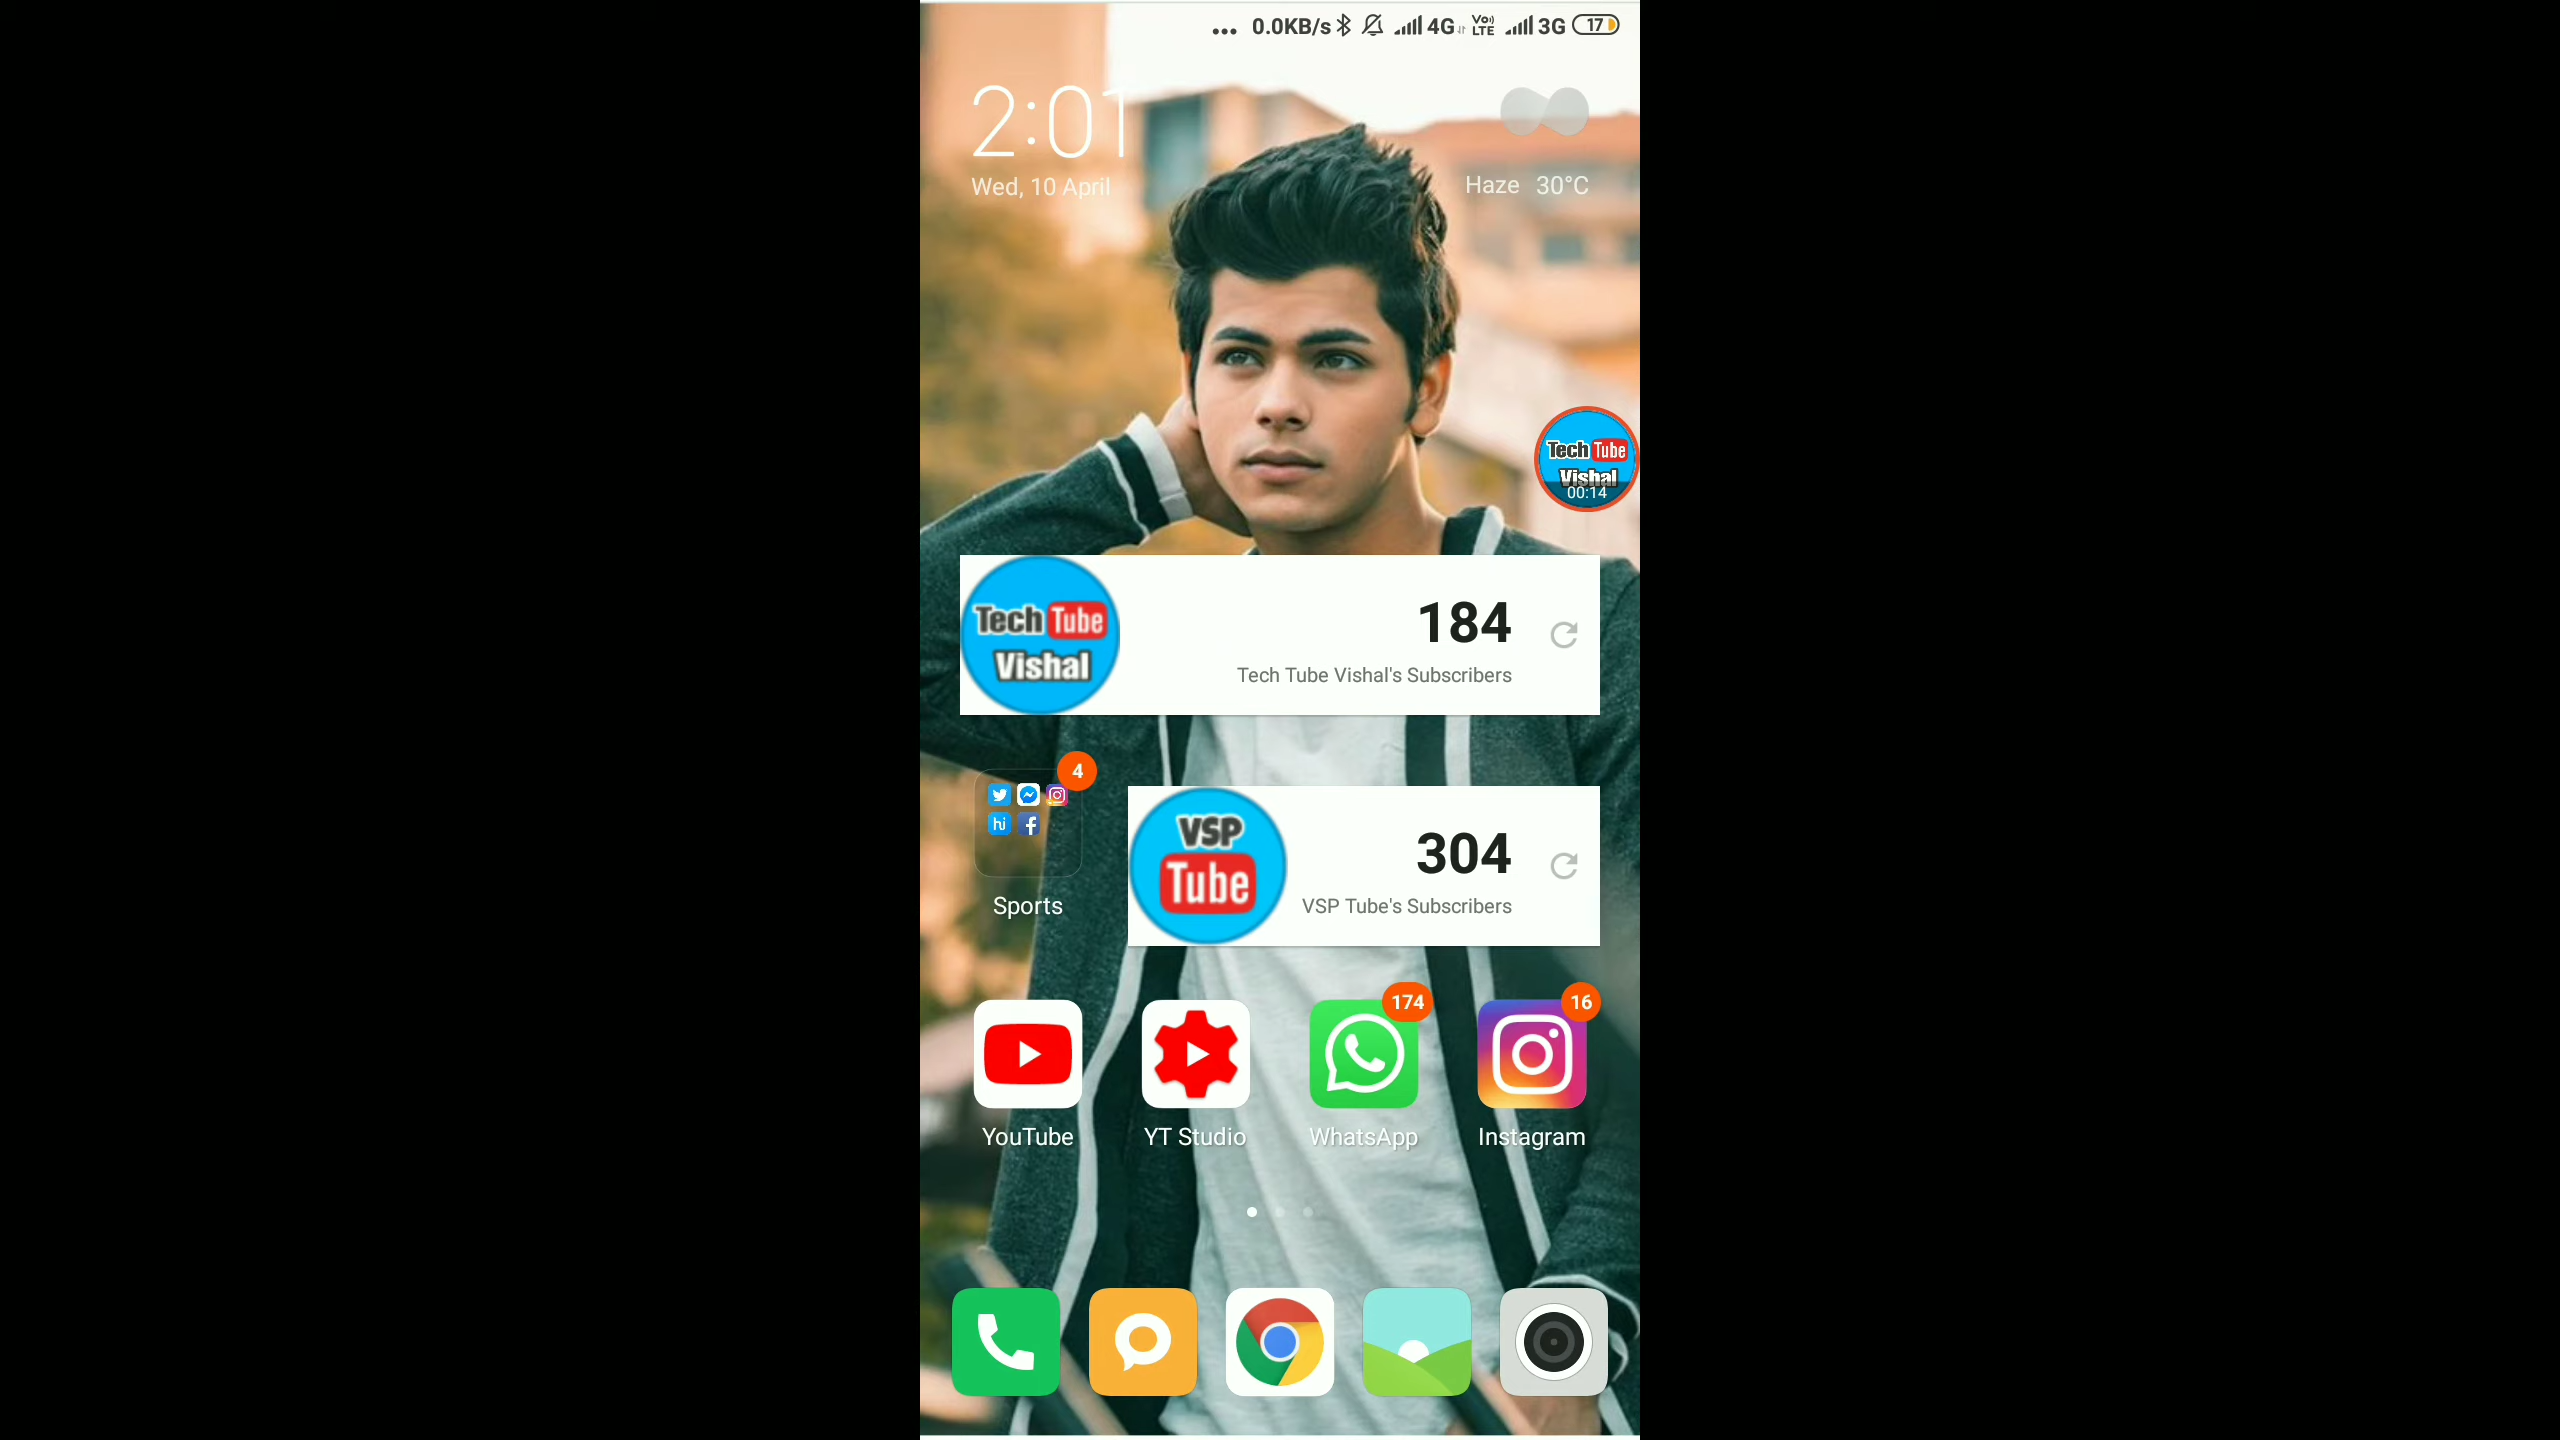 ... 0.0KB/s 4G VoLTE 3G 17
2:01
Wed, 10 April
Haze 30°C
Tech Tube
Vishal
00:14
Tech Tube
Vishal
184
Tech Tube Vishal's Subscribers
4
hi
Sports
VSP
Tube
304
VSP Tube's Subscribers
174
16
YouTube
YT Studio
WhatsApp
Instagram